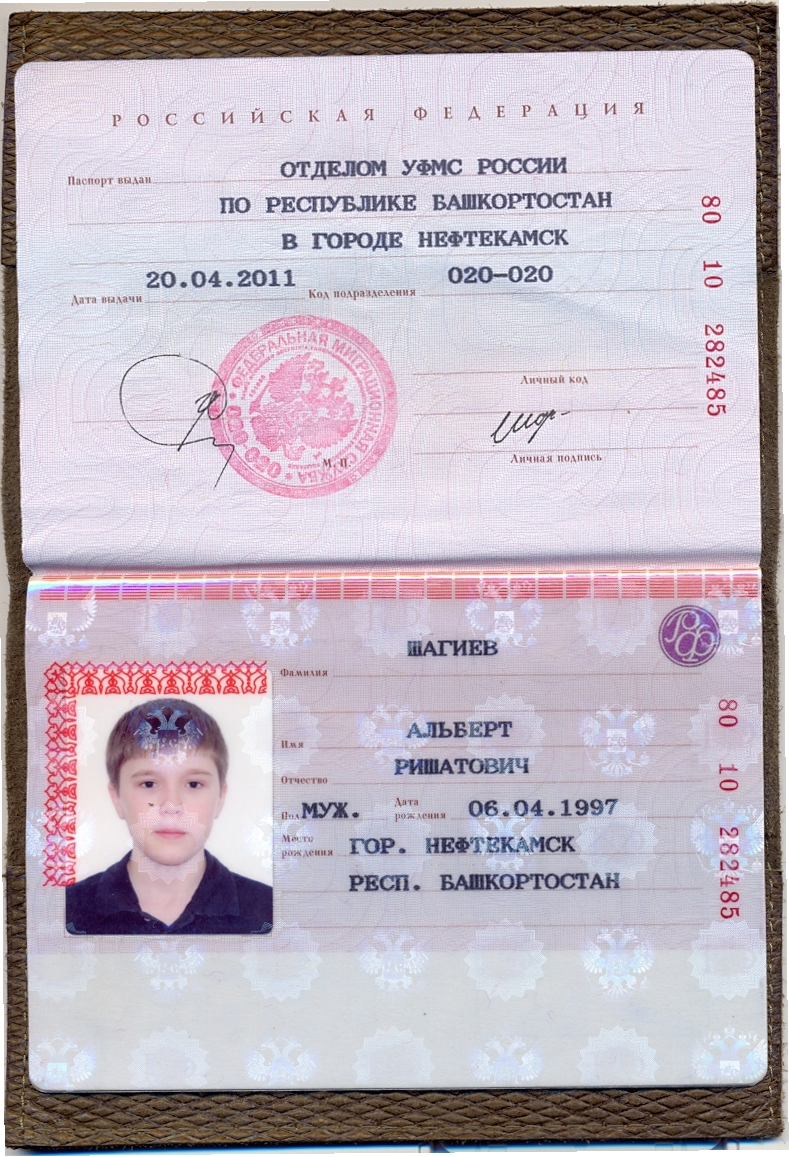 РОССИЙСКАЯ ФЕДЕРАЦИЯ
Паспорт выдан ОТДЕЛОМ УФМС РОССИИ
ПО РЕСПУБЛИКЕ БАШКОРТОСТАН
В ГОРОДЕ НЕФТЕКАМСК
Дата выдачи 20.04.2011 Код подразделения 020-020
80 10 282485
ФЕДЕРАЛЬНАЯ МИГРАЦИОННАЯ СЛУЖБА
М. П.
Личный код
Личная подпись
ШАГИЕВ
Фамилия
АЛЬБЕРТ
Имя
РИШАТОВИЧ
Отчество
Пол МУЖ. Дата рождения 06.04.1997
Место рождения ГОР. НЕФТЕКАМСК
РЕСП. БАШКОРТОСТАН
80 10 282485